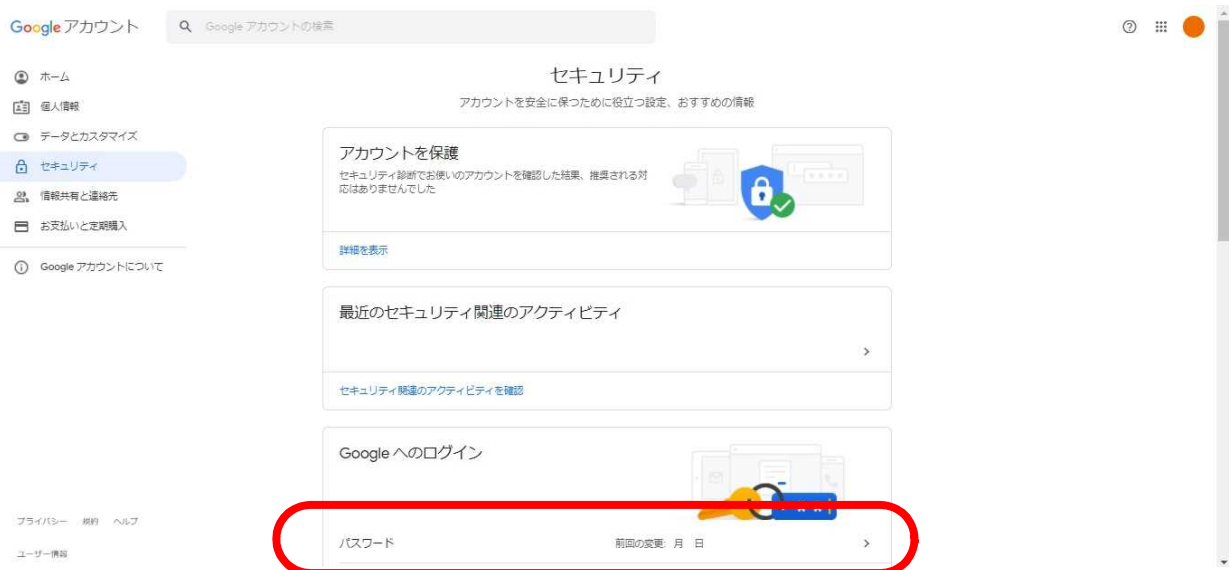 Google アカウント
Google アカウントの検索
ホーム
個人情報
データとカスタマイズ
セキュリティ
情報共有と連絡先
お支払いと定期購入
Google アカウントについて
プライバシー 規約 ヘルプ
ユーザー情報
セキュリティ
アカウントを安全に保つために役立つ設定、おすすめの情報
アカウントを保護
セキュリティ診断でお使いのアカウントを確認した結果、推奨される対
応はありませんでした
詳細を表示
最近のセキュリティ関連のアクティビティ
セキュリティ関連のアクティビティを確認
Google へのログイン
パスワード 前回の変更: 月 日